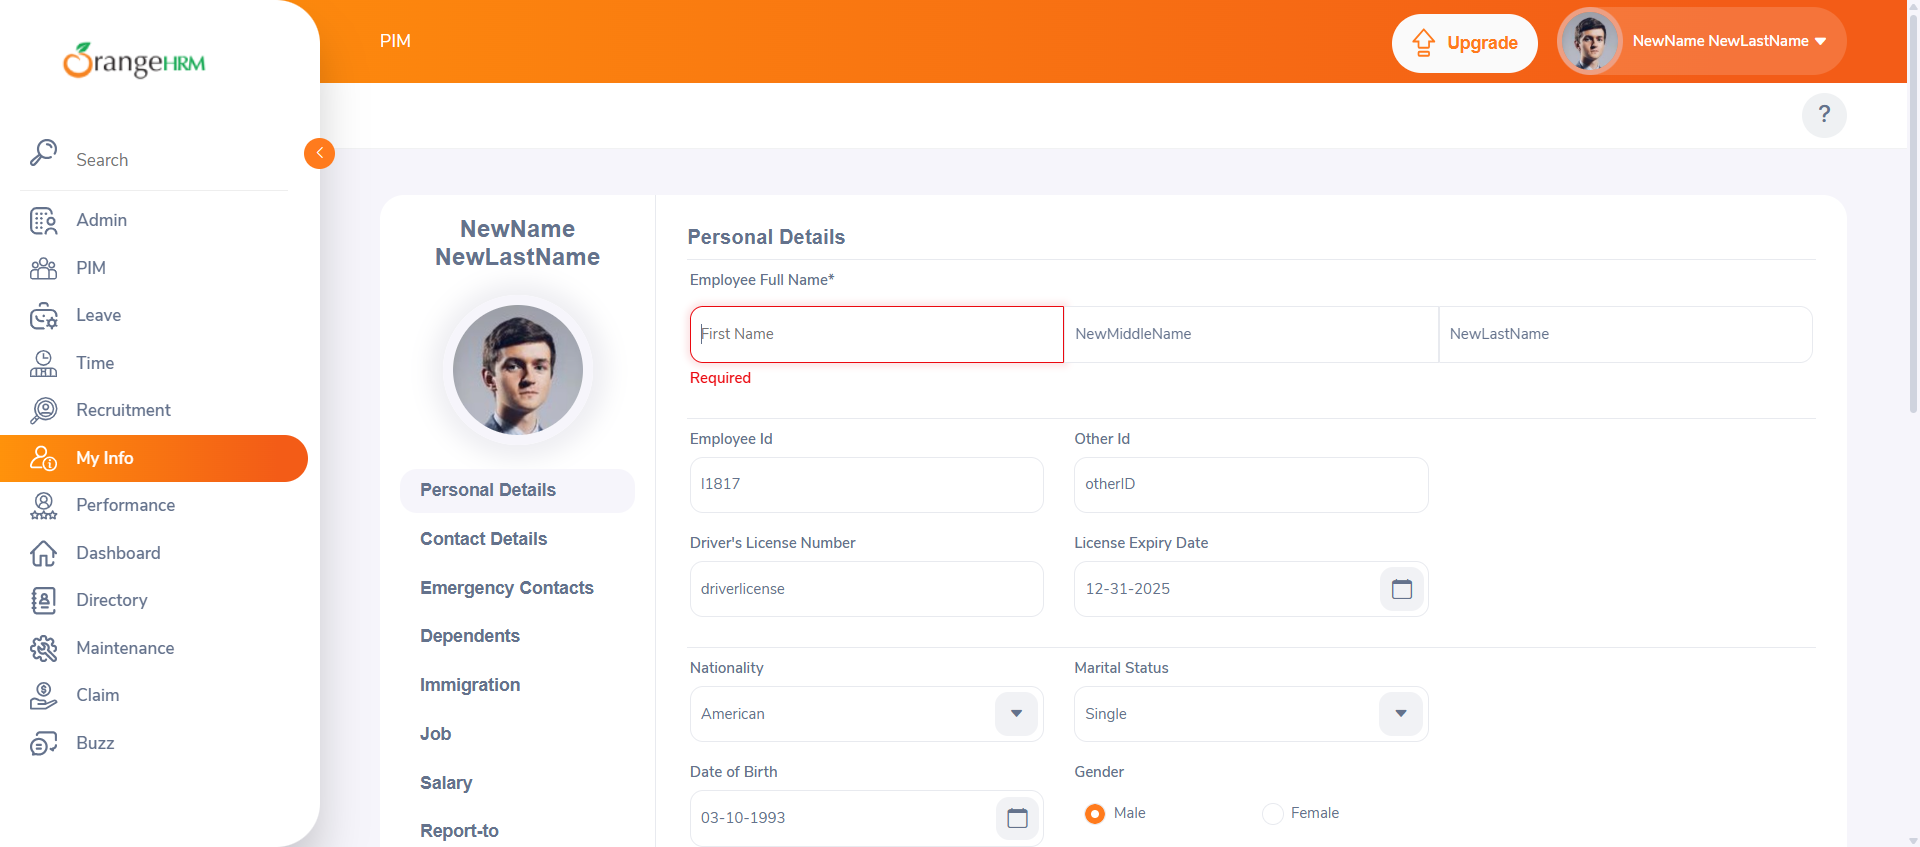 OrangeHRM
PIM
Upgrade
NewName NewLastName
?
Search
Admin
PIM
Leave
Time
Recruitment
My Info
Performance
Dashboard
Directory
Maintenance
Claim
Buzz
NewName
NewLastName
Personal Details
Contact Details
Emergency Contacts
Dependents
Immigration
Job
Salary
Report-to
Personal Details
Employee Full Name*
First Name NewMiddleName NewLastName
Required
Employee Id Other Id
I1817 otherID
Driver's License Number License Expiry Date
driverlicense 12-31-2025
Nationality Marital Status
American Single
Date of Birth Gender
03-10-1993 Male Female